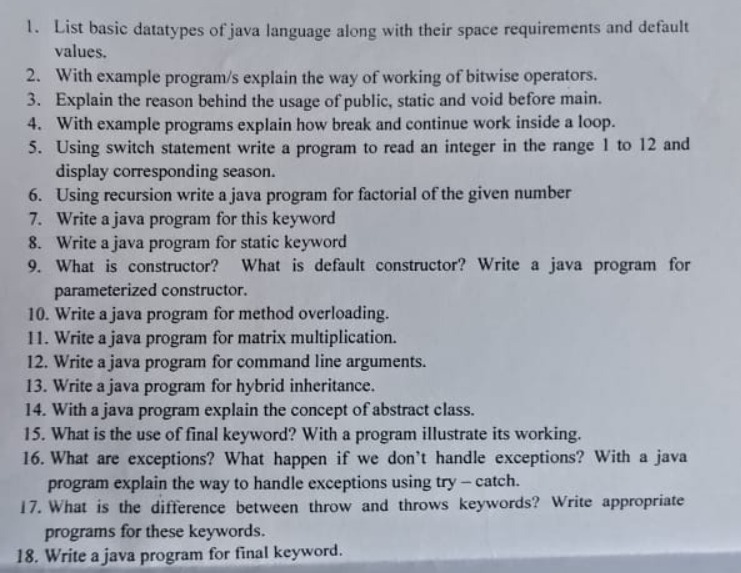 1. List basic datatypes of java language along with their space requirements and default
values.
2. With example program/s explain the way of working of bitwise operators.
3. Explain the reason behind the usage of public, static and void before main.
4. With example programs explain how break and continue work inside a loop.
5. Using switch statement write a program to read an integer in the range 1 to 12 and
display corresponding season.
6. Using recursion write a java program for factorial of the given number
7. Write a java program for this keyword
8. Write a java program for static keyword
9. What is constructor? What is default constructor? Write a java program for
parameterized constructor.
10. Write a java program for method overloading.
11. Write a java program for matrix multiplication.
12. Write a java program for command line arguments.
13. Write a java program for hybrid inheritance.
14. With a java program explain the concept of abstract class.
15. What is the use of final keyword? With a program illustrate its working.
16. What are exceptions? What happen if we don't handle exceptions? With a java
program explain the way to handle exceptions using try – catch.
17. What is the difference between throw and throws keywords? Write appropriate
programs for these keywords.
18. Write a java program for final keyword.